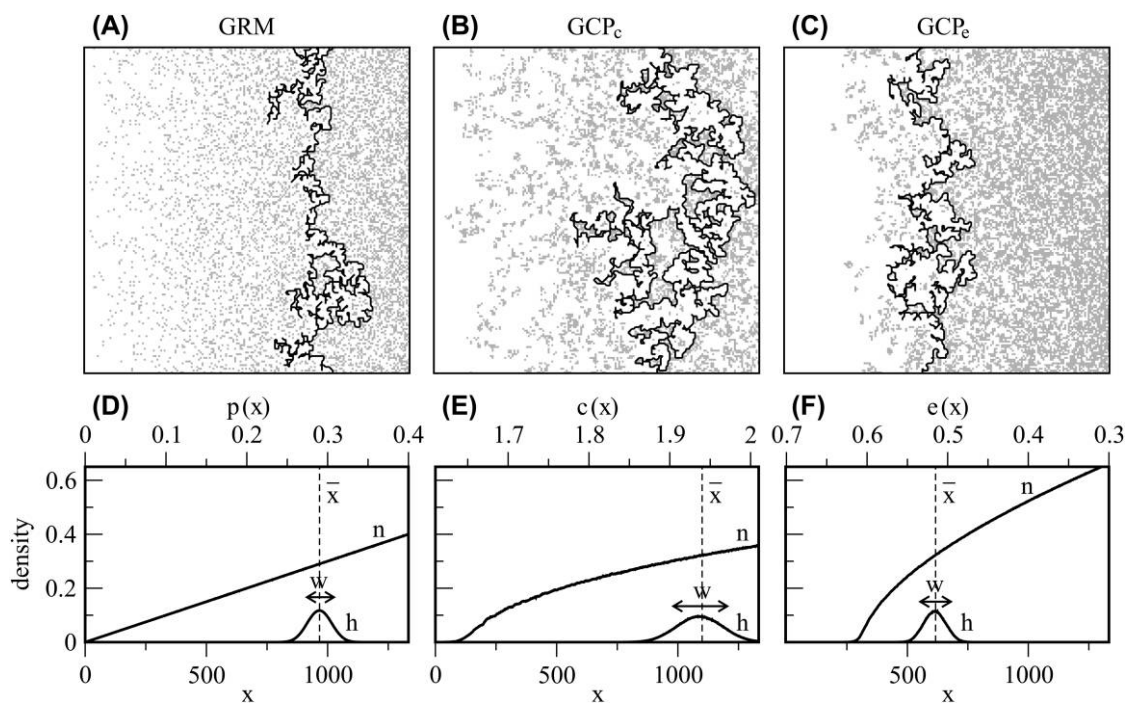 (A) GRM (B) GCPc (C) GCPe
(D) p(x) (E) c(x) (F) e(x)
0 0.1 0.2 0.3 0.4 1.7 1.8 1.9 2 0.7 0.6 0.5 0.4 0.3
0.6 x̅ x̅ x̅
n
0.4 n
density n
0.2 w w w
h h h
0
0 500 1000 0 500 1000 500 1000
x x x